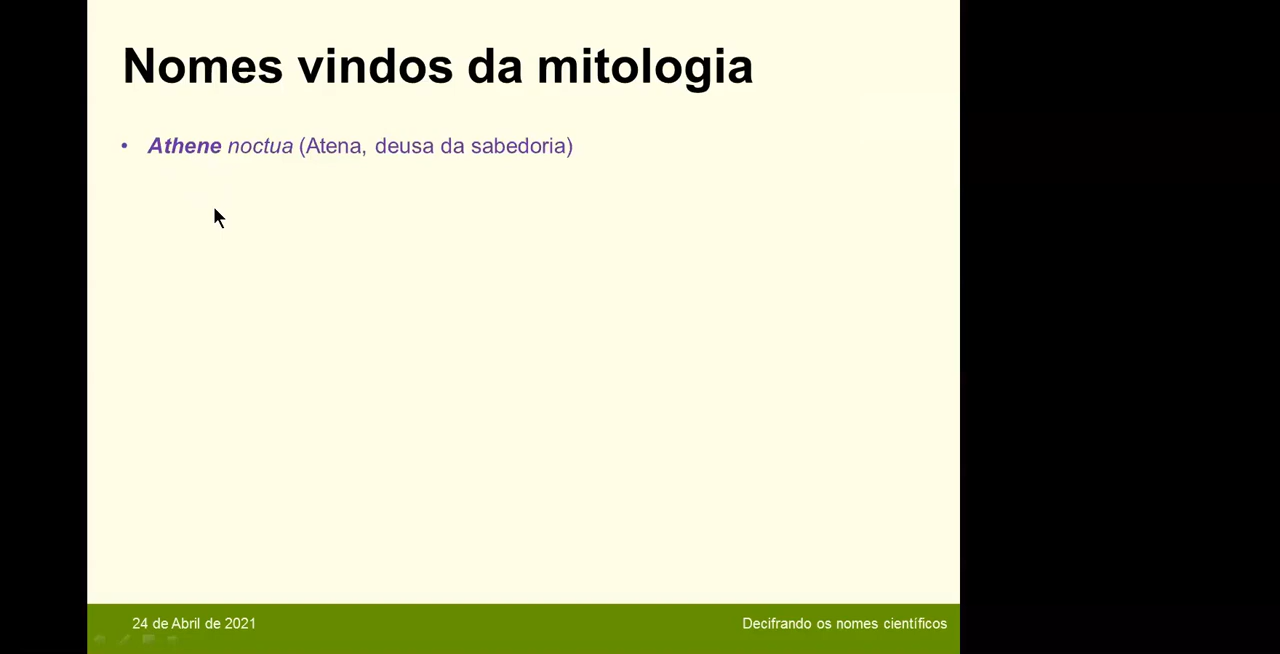 Nomes vindos da mitologia
• Athene noctua (Atena, deusa da sabedoria)
24 de Abril de 2021
Decifrando os nomes científicos